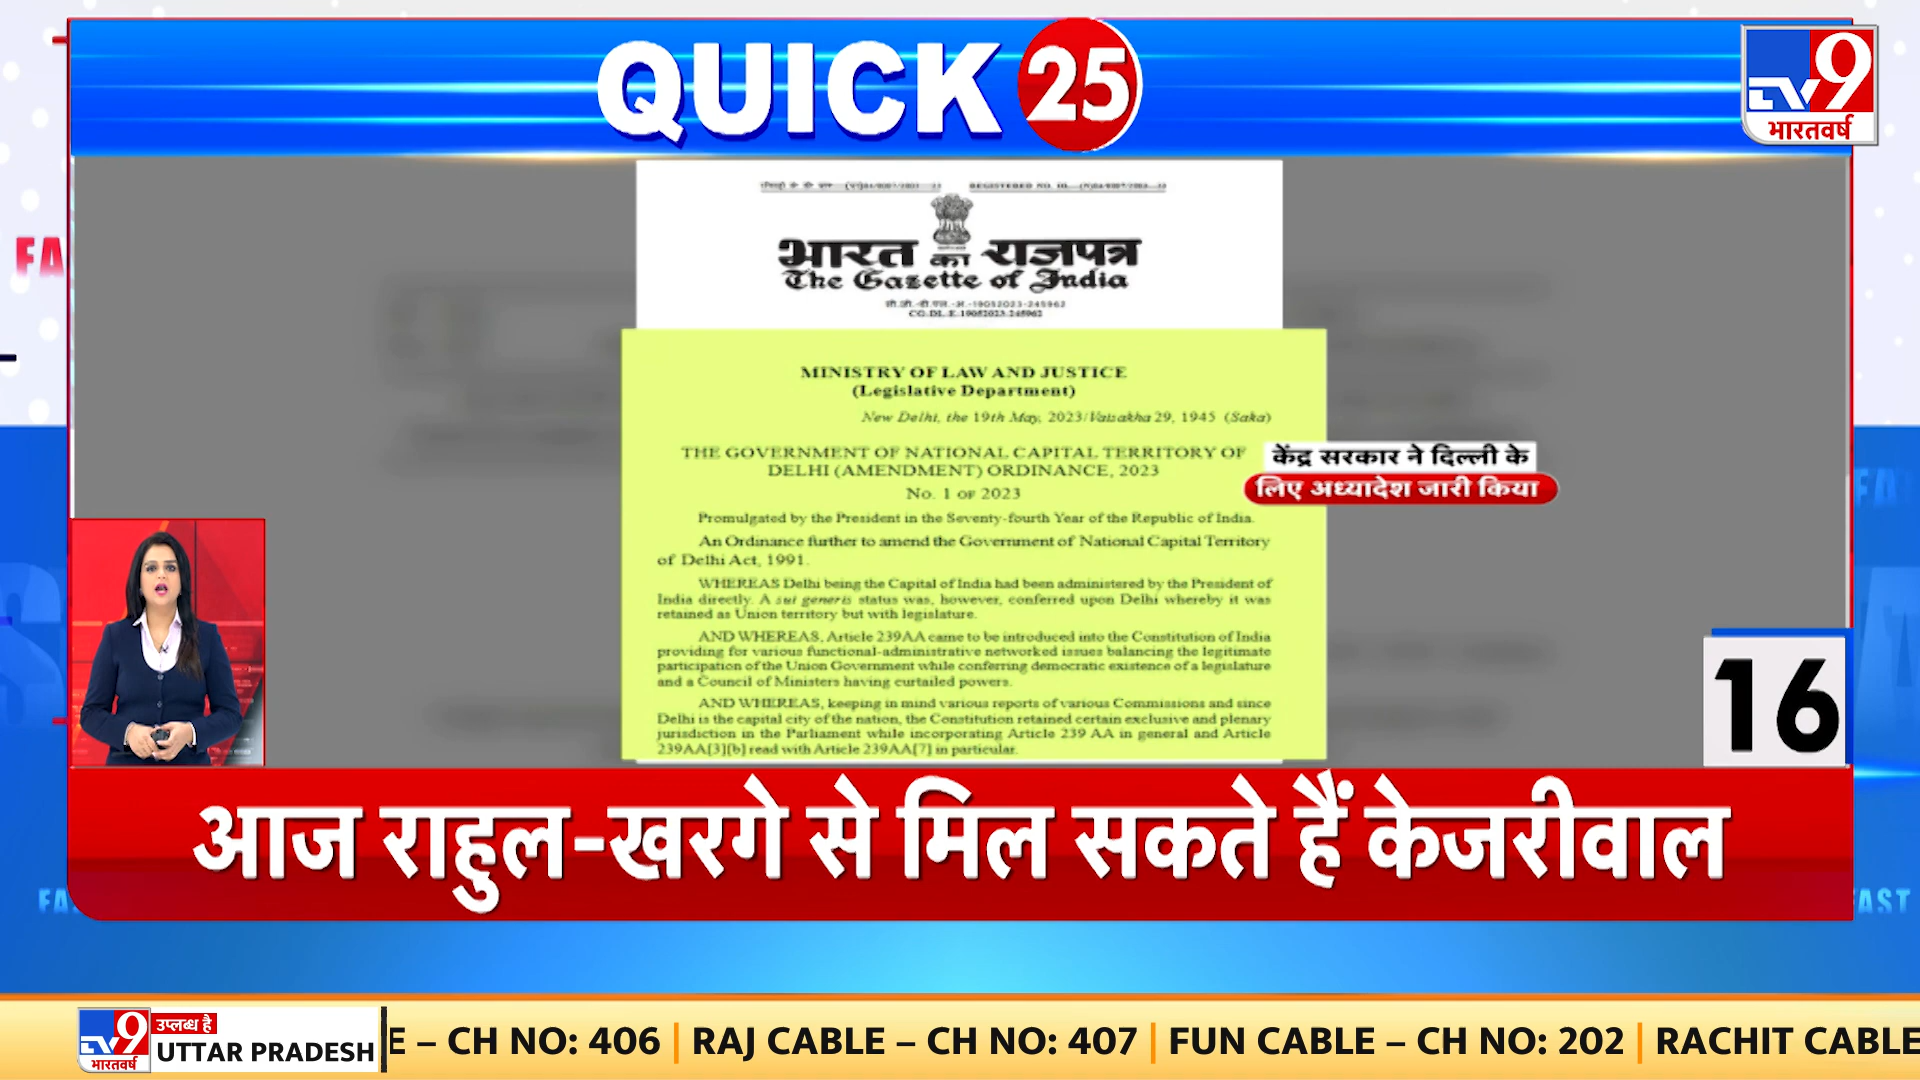 QUICK 25
TV9
भारतवर्ष
भारत का राजपत्र
The Gazette of India
CG-DL-E-19052023-245962
MINISTRY OF LAW AND JUSTICE
(Legislative Department)
New Delhi, the 19th May, 2023/Vaisakha 29, 1945 (Saka)
THE GOVERNMENT OF NATIONAL CAPITAL TERRITORY OF
DELHI (AMENDMENT) ORDINANCE, 2023
No. 1 OF 2023
Promulgated by the President in the Seventy-fourth Year of the Republic of India.
An Ordinance further to amend the Government of National Capital Territory
of Delhi Act, 1991.
WHEREAS Delhi being the Capital of India had been administered by the President of
India directly. A sui generis status was, however, conferred upon Delhi whereby it was
retained as Union territory but with legislature.
AND WHEREAS, Article 239AA came to be introduced into the Constitution of India
providing for various functional-administrative networked issues balancing the legitimate
participation of the Union Government while conferring democratic existence of a legislature
and a Council of Ministers having curtailed powers.
AND WHEREAS, keeping in mind various reports of various Commissions and since
Delhi is the capital city of the nation, the Constitution retained certain exclusive and plenary
jurisdiction in the Parliament while incorporating Article 239 AA in general and Article
239AA[3][b] read with Article 239AA[7] in particular.
केंद्र सरकार ने दिल्ली के
लिए अध्यादेश जारी किया
16
आज राहुल-खरगे से मिल सकते हैं केजरीवाल
TV9
भारतवर्ष
उप्लब्ध है
UTTAR PRADESH
E – CH NO: 406 | RAJ CABLE – CH NO: 407 | FUN CABLE – CH NO: 202 | RACHIT CABLE
FA
FA
FAST